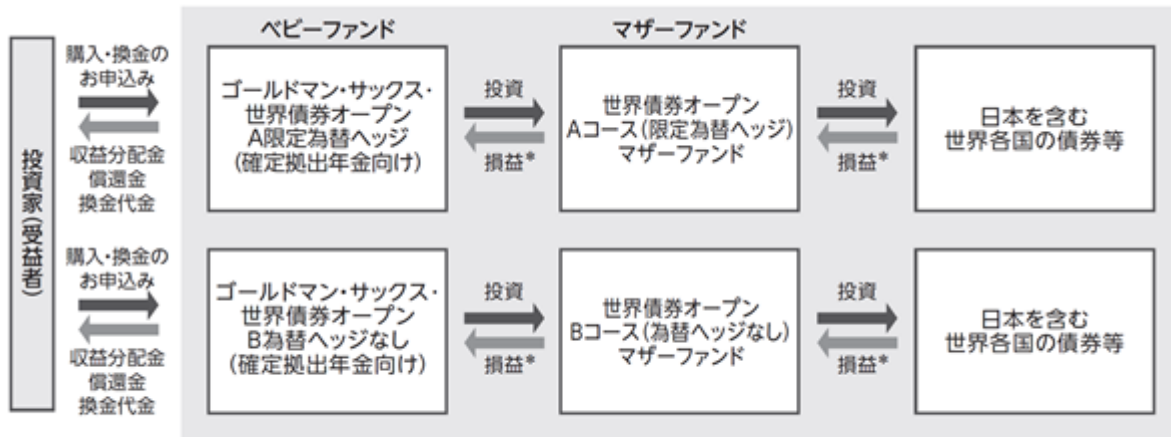 ベビーファンド
マザーファンド
投資家(受益者)
購入・換金の
お申込み
収益分配金
償還金
換金代金
ゴールドマン・サックス・
世界債券オープン
A限定為替ヘッジ
(確定拠出年金向け)
投資
損益*
世界債券オープン
Aコース(限定為替ヘッジ)
マザーファンド
投資
損益*
日本を含む
世界各国の債券等
購入・換金の
お申込み
収益分配金
償還金
換金代金
ゴールドマン・サックス・
世界債券オープン
B為替ヘッジなし
(確定拠出年金向け)
投資
損益*
世界債券オープン
Bコース(為替ヘッジなし)
マザーファンド
投資
損益*
日本を含む
世界各国の債券等